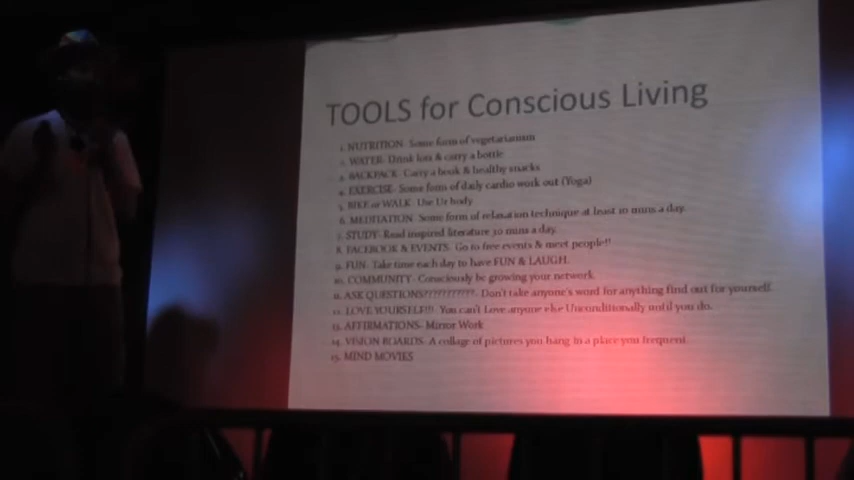 TOOLS for Conscious Living
1. NUTRITION- Some form of vegetarianism
2. WATER- Drink lots & carry a bottle
3. BACKPACK- Carry a book & healthy snacks
4. EXERCISE- Some form of daily cardio work out (Yoga)
5. BIKE or WALK- Use Ur body
6. MEDITATION- Some form of relaxation technique at least 10 mins a day.
7. STUDY- Read inspired literature 30 mins a day.
8. FACEBOOK & EVENTS- Go to free events & meet people!!
9. FUN- Take time each day to have FUN & LAUGH.
10. COMMUNITY- Consciously be growing your network.
11. ASK QUESTIONS??????????- Don't take anyone's word for anything find out for yourself.
12. LOVE YOURSELF!!! You can't Love anyone else Unconditionally until you do.
13. AFFIRMATIONS- Mirror Work
14. VISION BOARDS- A collage of pictures you hang in a place you frequent.
15. MIND MOVIES